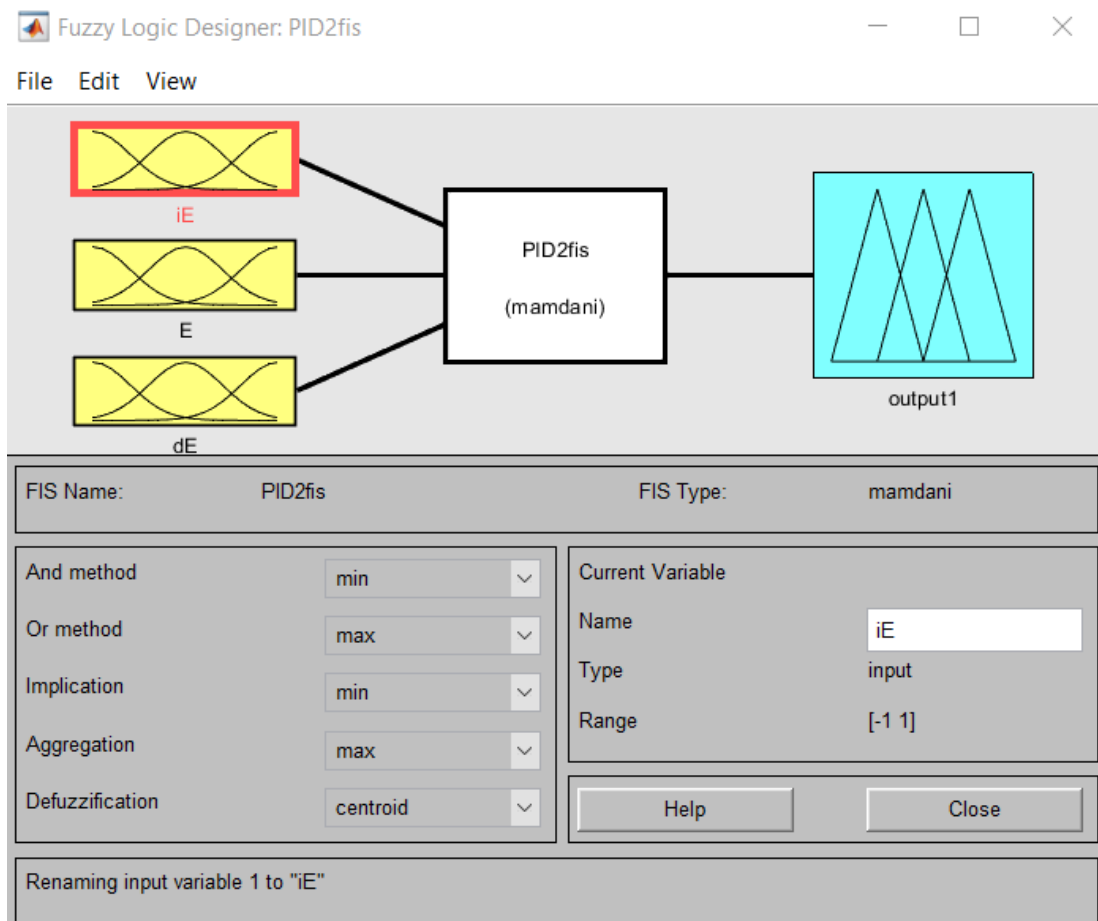 Fuzzy Logic Designer: PID2fis
File Edit View
iE
E
dE
PID2fis
(mamdani)
output1
FIS Name: PID2fis FIS Type: mamdani
And method min
Or method max
Implication min
Aggregation max
Defuzzification centroid
Current Variable
Name iE
Type input
Range [-1 1]
Help Close
Renaming input variable 1 to "iE"